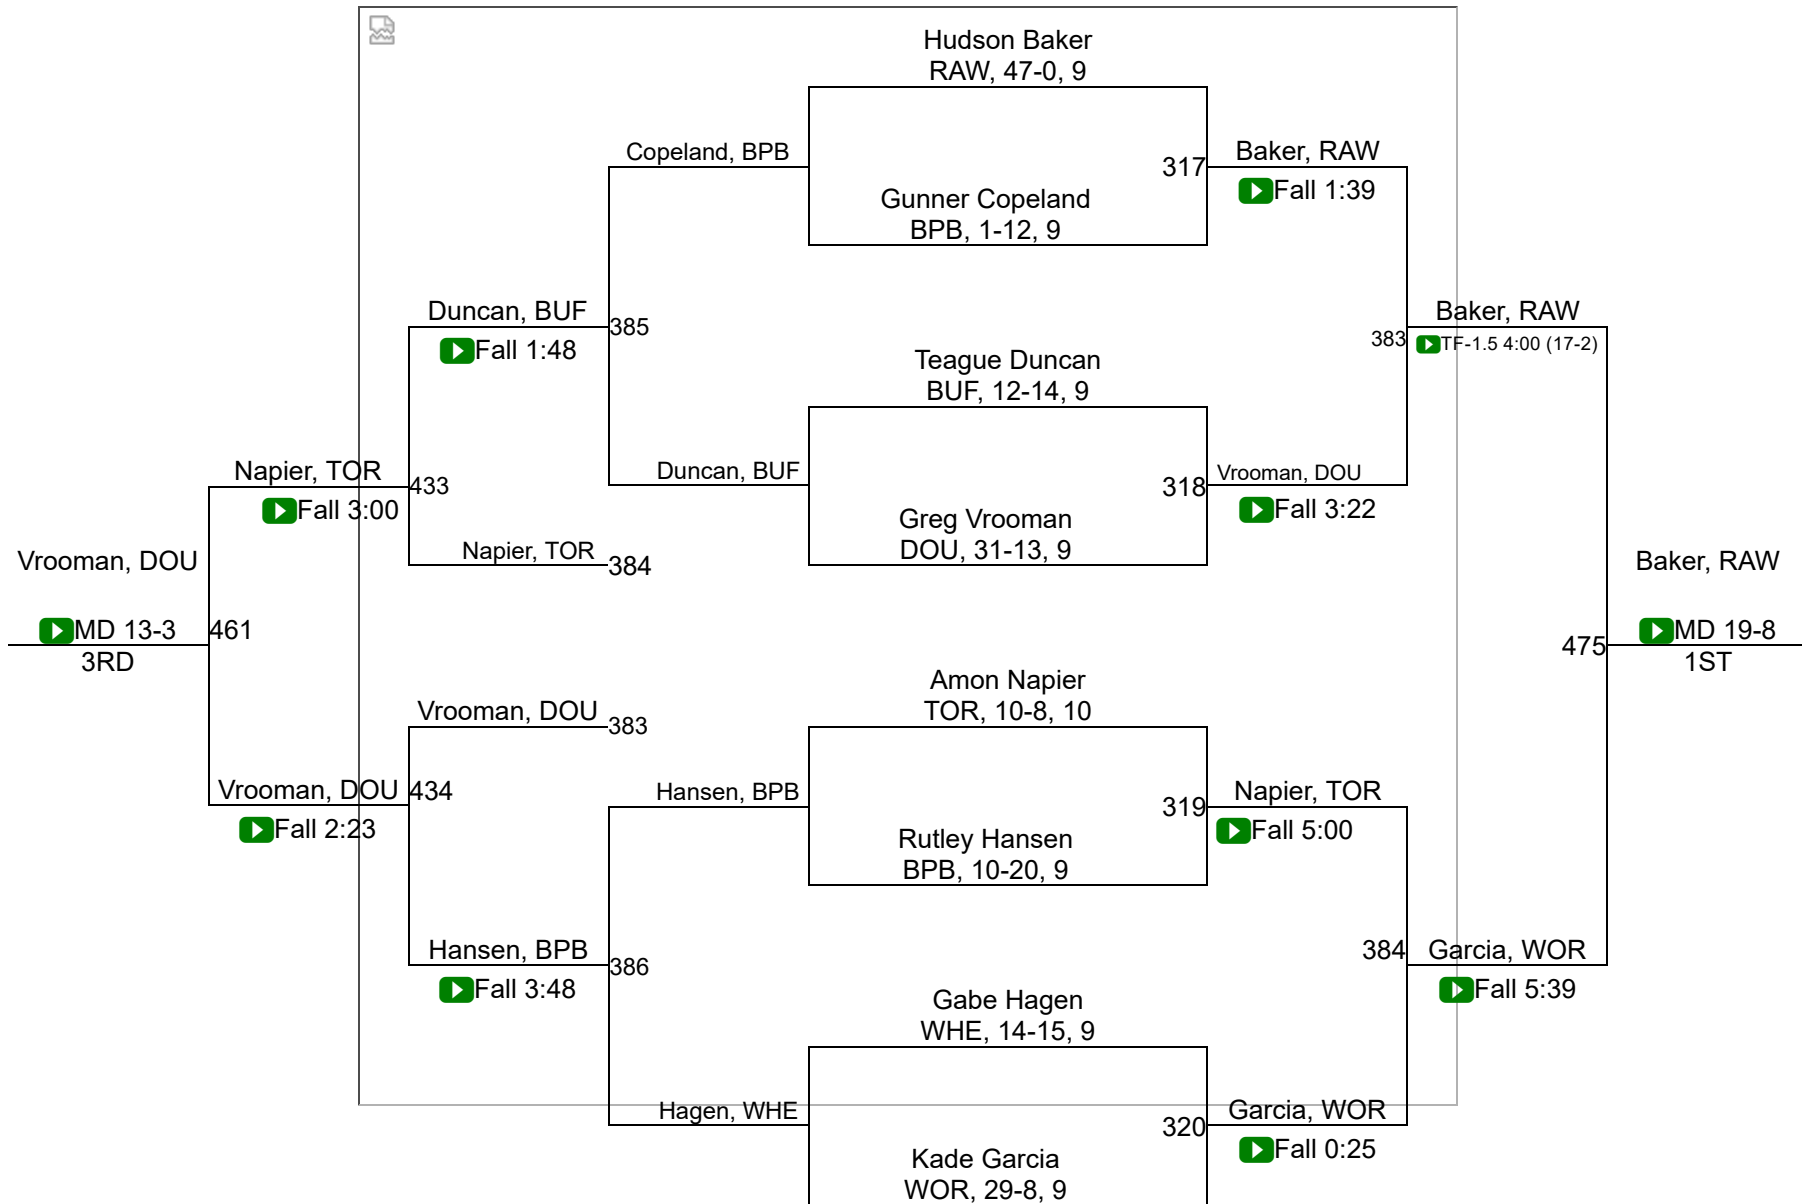 Hudson Baker
RAW, 47-0, 9
Copeland, BPB
317
Baker, RAW
Fall 1:39
Gunner Copeland
BPB, 1-12, 9
Duncan, BUF
385
Fall 1:48
Baker, RAW
383
TF-1.5 4:00 (17-2)
Teague Duncan
BUF, 12-14, 9
Napier, TOR
433
Fall 3:00
Duncan, BUF
318
Vrooman, DOU
Fall 3:22
Greg Vrooman
DOU, 31-13, 9
Napier, TOR
384
Vrooman, DOU
MD 13-3
461
3RD
Baker, RAW
475
MD 19-8
1ST
Amon Napier
TOR, 10-8, 10
Vrooman, DOU
383
Vrooman, DOU
434
Fall 2:23
Hansen, BPB
319
Napier, TOR
Fall 5:00
Rutley Hansen
BPB, 10-20, 9
Hansen, BPB
386
Fall 3:48
384
Garcia, WOR
Fall 5:39
Gabe Hagen
WHE, 14-15, 9
Hagen, WHE
320
Garcia, WOR
Fall 0:25
Kade Garcia
WOR, 29-8, 9